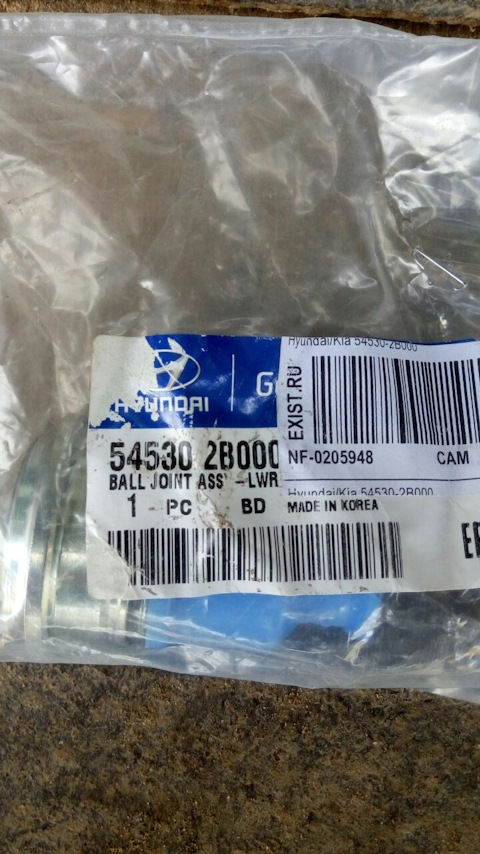 Hyundai/Kia 54530-2B000
HYUNDAI
EXIST.RU
NF-0205948 CAM
54530 2B000
BALL JOINT ASS' -LWR
Hyundai/Kia 54530-2B000
1 PC BD MADE IN KOREA